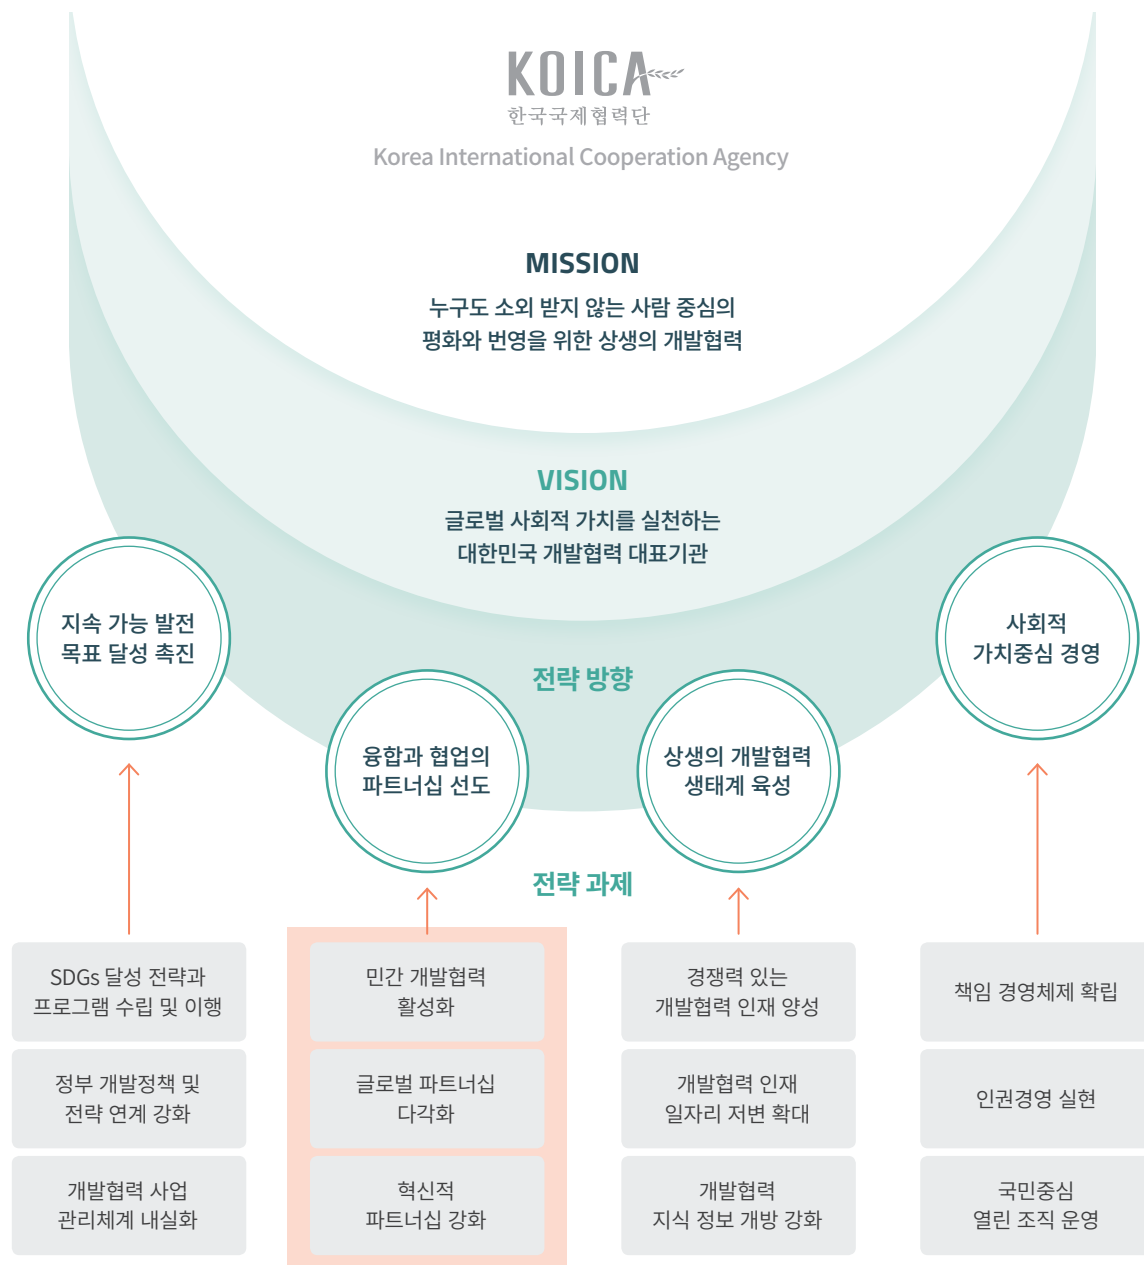 KOICA
한국국제협력단
Korea International Cooperation Agency
MISSION
누구도 소외 받지 않는 사람 중심의
평화와 번영을 위한 상생의 개발협력
VISION
글로벌 사회적 가치를 실천하는
대한민국 개발협력 대표기관
전략 방향
지속 가능 발전
목표 달성 촉진
융합과 협업의
파트너십 선도
상생의 개발협력
생태계 육성
사회적
가치중심 경영
전략 과제
SDGs 달성 전략과
프로그램 수립 및 이행
정부 개발정책 및
전략 연계 강화
개발협력 사업
관리체계 내실화
민간 개발협력
활성화
글로벌 파트너십
다각화
혁신적
파트너십 강화
경쟁력 있는
개발협력 인재 양성
개발협력 인재
일자리 저변 확대
개발협력
지식 정보 개방 강화
책임 경영체제 확립
인권경영 실현
국민중심
열린 조직 운영